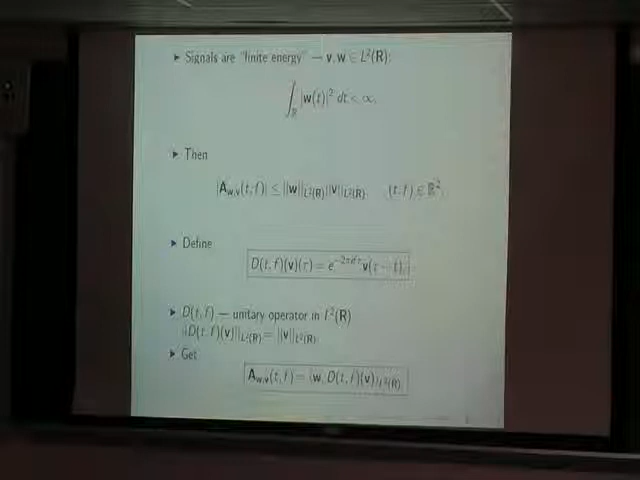 ▶ Signals are "finite energy" — v, w ∈ L²(R):
∫_R |w(t)|² dt < ∞.
▶ Then
|A_{w,v}(t, f)| ≤ ||w||_{L²(R)}||v||_{L²(R)}, (t, f) ∈ ℝ².
▶ Define
D(t, f)(v)(τ) = e^{-2πifτ}v(τ − t),
▶ D(t, f) — unitary operator in L²(R)
||D(t, f)(v)||_{L²(R)} = ||v||_{L²(R)}.
▶ Get
A_{w,v}(t, f) = ⟨w, D(t, f)(v)⟩_{L²(R)}